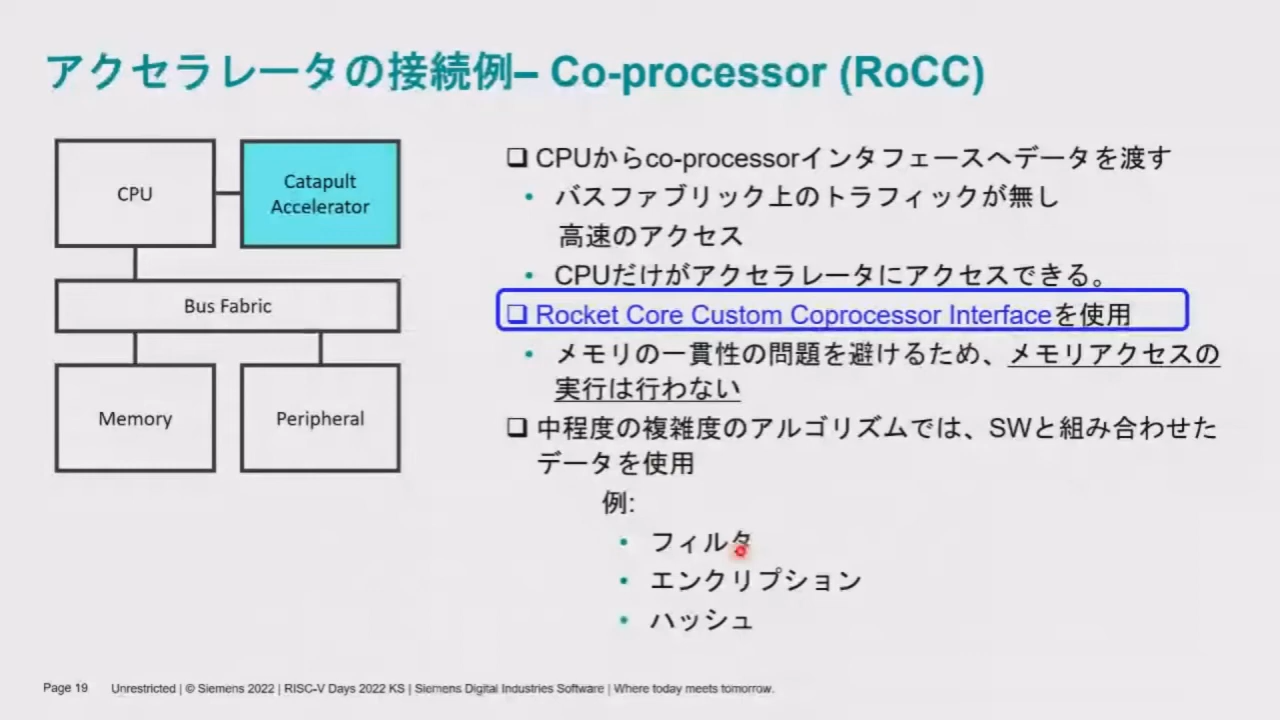 アクセラレータの接続例– Co-processor (RoCC)
CPU
Catapult
Accelerator
Bus Fabric
Memory
Peripheral
❑ CPUからco-processorインタフェースへデータを渡す
• バスファブリック上のトラフィックが無し
高速のアクセス
• CPUだけがアクセラレータにアクセスできる。
❑ Rocket Core Custom Coprocessor Interfaceを使用
• メモリの一貫性の問題を避けるため、メモリアクセスの
実行は行わない
❑ 中程度の複雑度のアルゴリズムでは、SWと組み合わせた
データを使用
例:
• フィルタ
• エンクリプション
• ハッシュ
Page 19 Unrestricted | © Siemens 2022 | RISC-V Days 2022 KS | Siemens Digital Industries Software | Where today meets tomorrow.